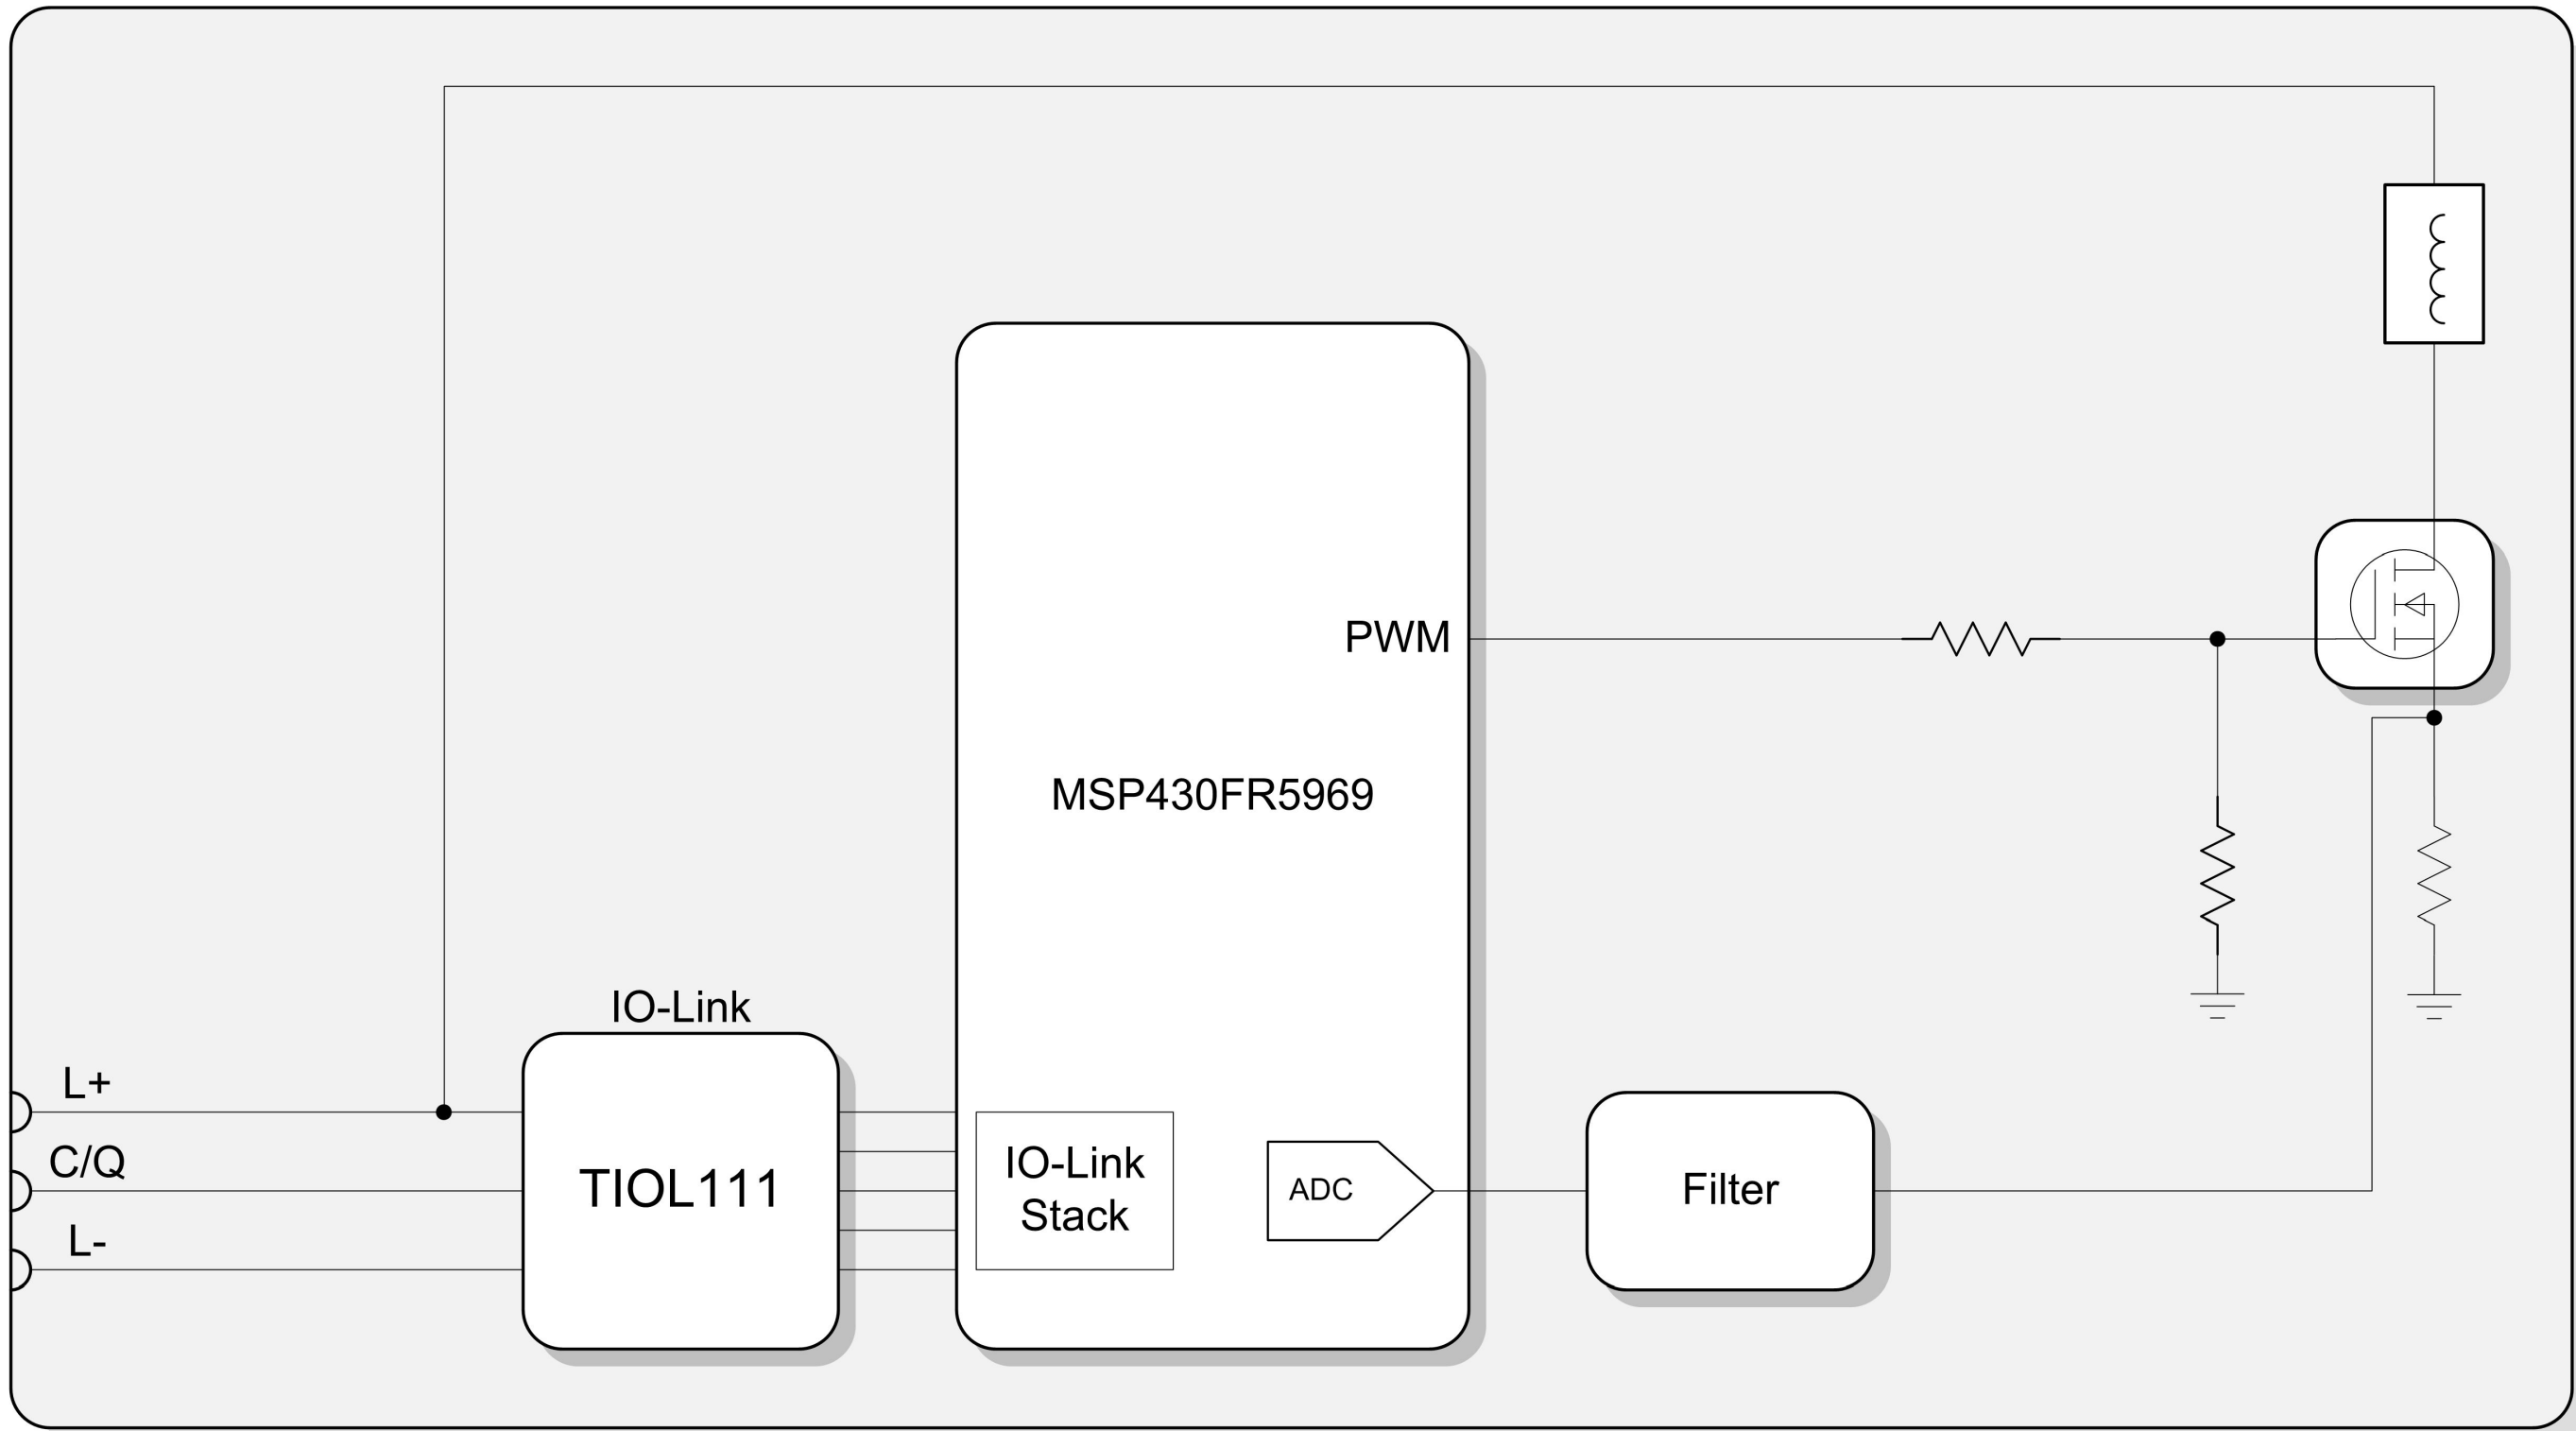 PWM
MSP430FR5969
IO-Link
L+
C/Q
L-
TIOL111
IO-Link
Stack
ADC
Filter